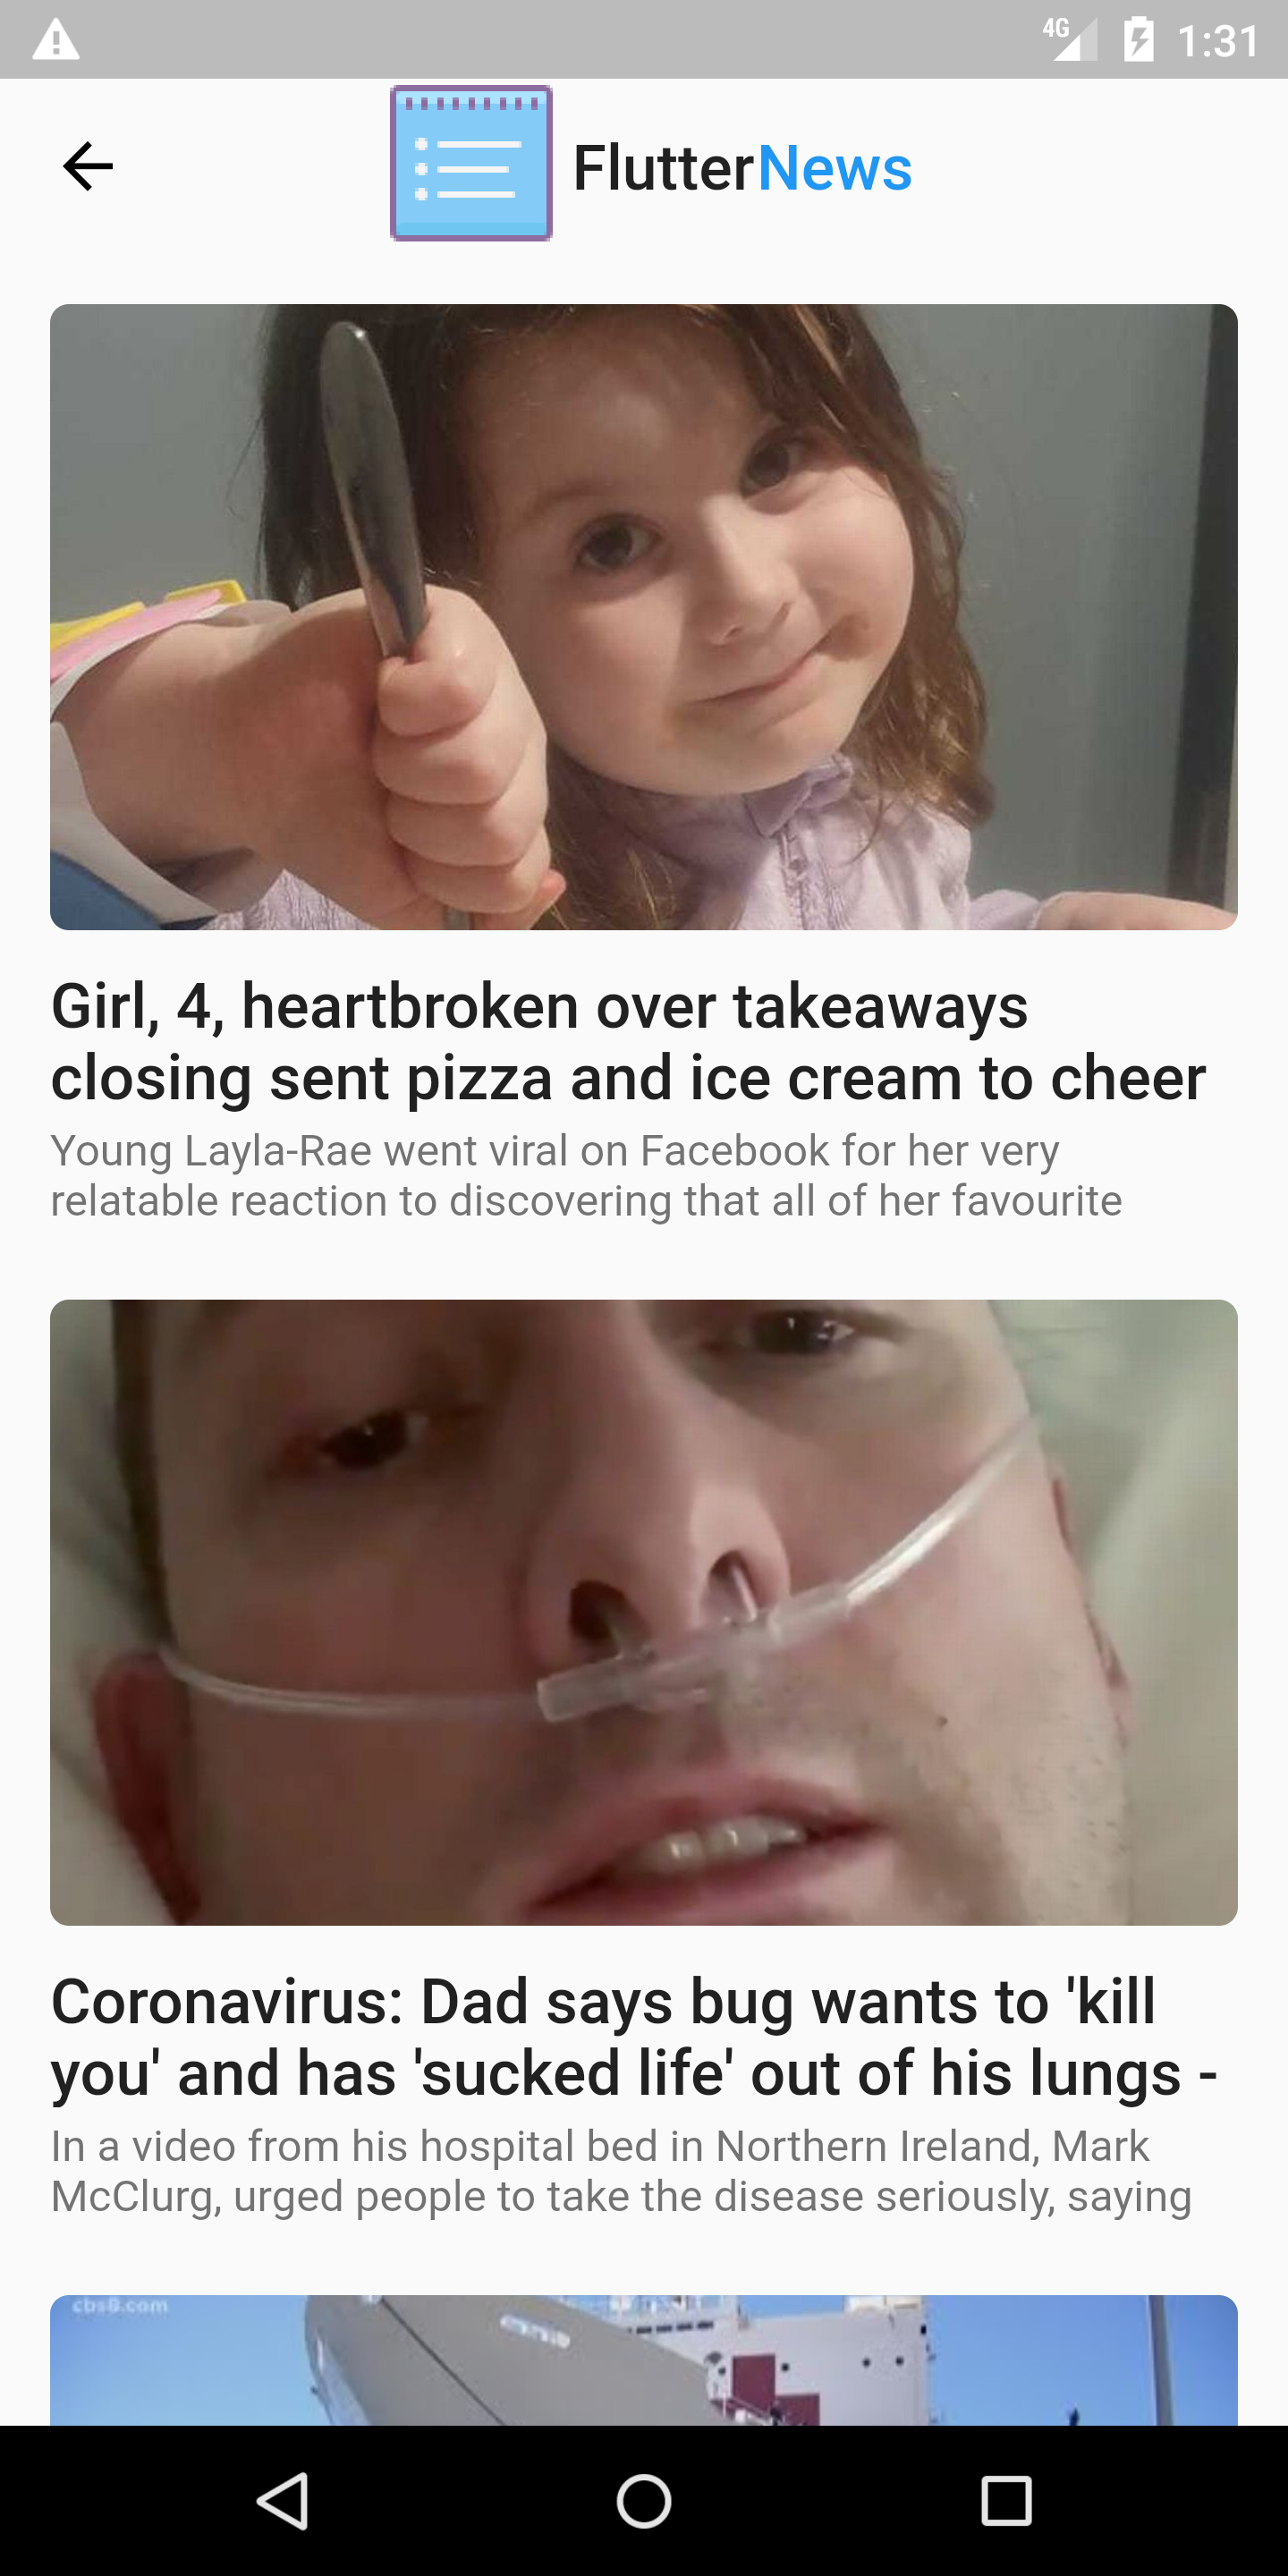 4G 1:31
FlutterNews
Girl, 4, heartbroken over takeaways
closing sent pizza and ice cream to cheer
Young Layla-Rae went viral on Facebook for her very
relatable reaction to discovering that all of her favourite
Coronavirus: Dad says bug wants to 'kill
you' and has 'sucked life' out of his lungs -
In a video from his hospital bed in Northern Ireland, Mark
McClurg, urged people to take the disease seriously, saying
cbs8.com